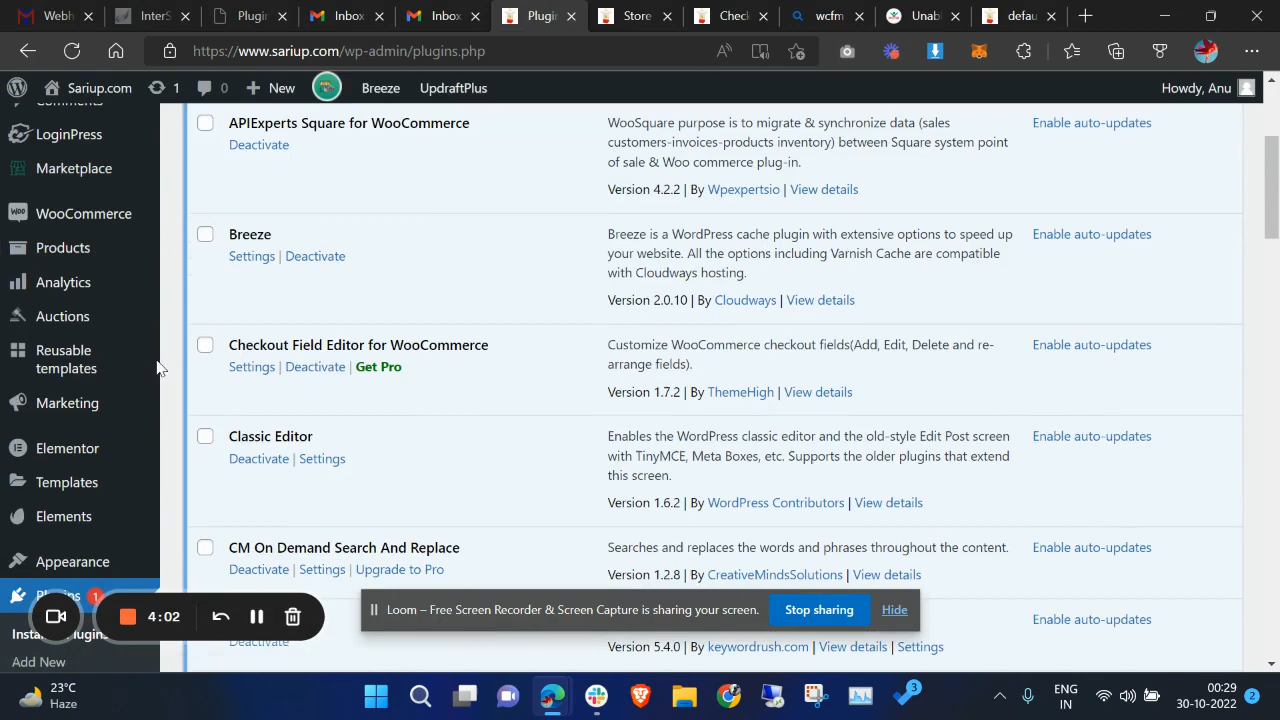 Webh
InterS
Plugin
Inbox
Inbox
Plugin
Store
Chec
wcfm
Unab
defau
https://www.sariup.com/wp-admin/plugins.php
Sariup.com
1
0
New
Breeze
UpdraftPlus
Howdy, Anu
Comments
LoginPress
Marketplace
WooCommerce
Products
Analytics
Auctions
Reusable
templates
Marketing
Elementor
Templates
Elements
Appearance
Plugins 1
Installed Plugins
Add New
APIExperts Square for WooCommerce
Deactivate
WooSquare purpose is to migrate & synchronize data (sales
customers-invoices-products inventory) between Square system point
of sale & Woo commerce plug-in.
Version 4.2.2 | By Wpexpertsio | View details
Enable auto-updates
Breeze
Settings | Deactivate
Breeze is a WordPress cache plugin with extensive options to speed up
your website. All the options including Varnish Cache are compatible
with Cloudways hosting.
Version 2.0.10 | By Cloudways | View details
Enable auto-updates
Checkout Field Editor for WooCommerce
Settings | Deactivate | Get Pro
Customize WooCommerce checkout fields(Add, Edit, Delete and re-
arrange fields).
Version 1.7.2 | By ThemeHigh | View details
Enable auto-updates
Classic Editor
Deactivate | Settings
Enables the WordPress classic editor and the old-style Edit Post screen
with TinyMCE, Meta Boxes, etc. Supports the older plugins that extend
this screen.
Version 1.6.2 | By WordPress Contributors | View details
Enable auto-updates
CM On Demand Search And Replace
Deactivate | Settings | Upgrade to Pro
Searches and replaces the words and phrases throughout the content.
Version 1.2.8 | By CreativeMindsSolutions | View details
Enable auto-updates
Deactivate
Version 5.4.0 | By keywordrush.com | View details | Settings
Enable auto-updates
4:02
Loom – Free Screen Recorder & Screen Capture is sharing your screen.
Stop sharing
Hide
23°C
Haze
3
ENG
IN
00:29
30-10-2022
2